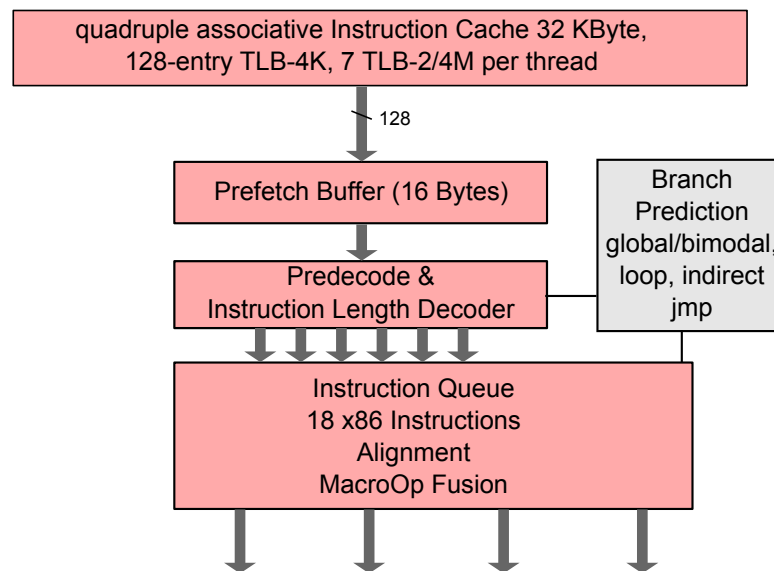 quadruple associative Instruction Cache 32 KByte,
128-entry TLB-4K, 7 TLB-2/4M per thread
128
Prefetch Buffer (16 Bytes)
Branch
Prediction
global/bimodal,
loop, indirect
jmp
Predecode &
Instruction Length Decoder
Instruction Queue
18 x86 Instructions
Alignment
MacroOp Fusion